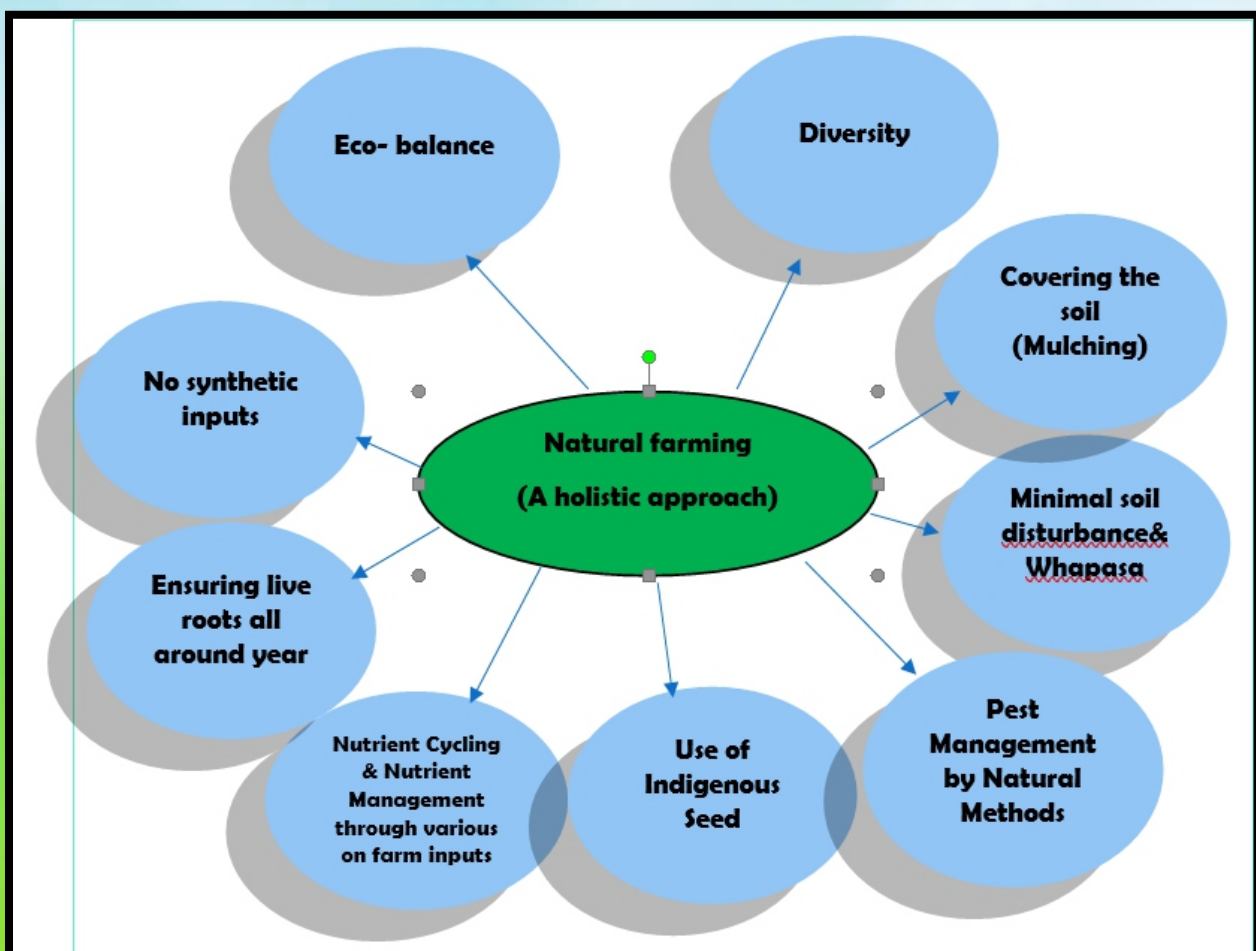 Eco- balance
Diversity
Covering the
soil
(Mulching)
No synthetic
inputs
Natural farming
(A holistic approach)
Minimal soil
disturbance&
Whapasa
Ensuring live
roots all
around year
Nutrient Cycling
& Nutrient
Management
through various
on farm inputs
Use of
Indigenous
Seed
Pest
Management
by Natural
Methods